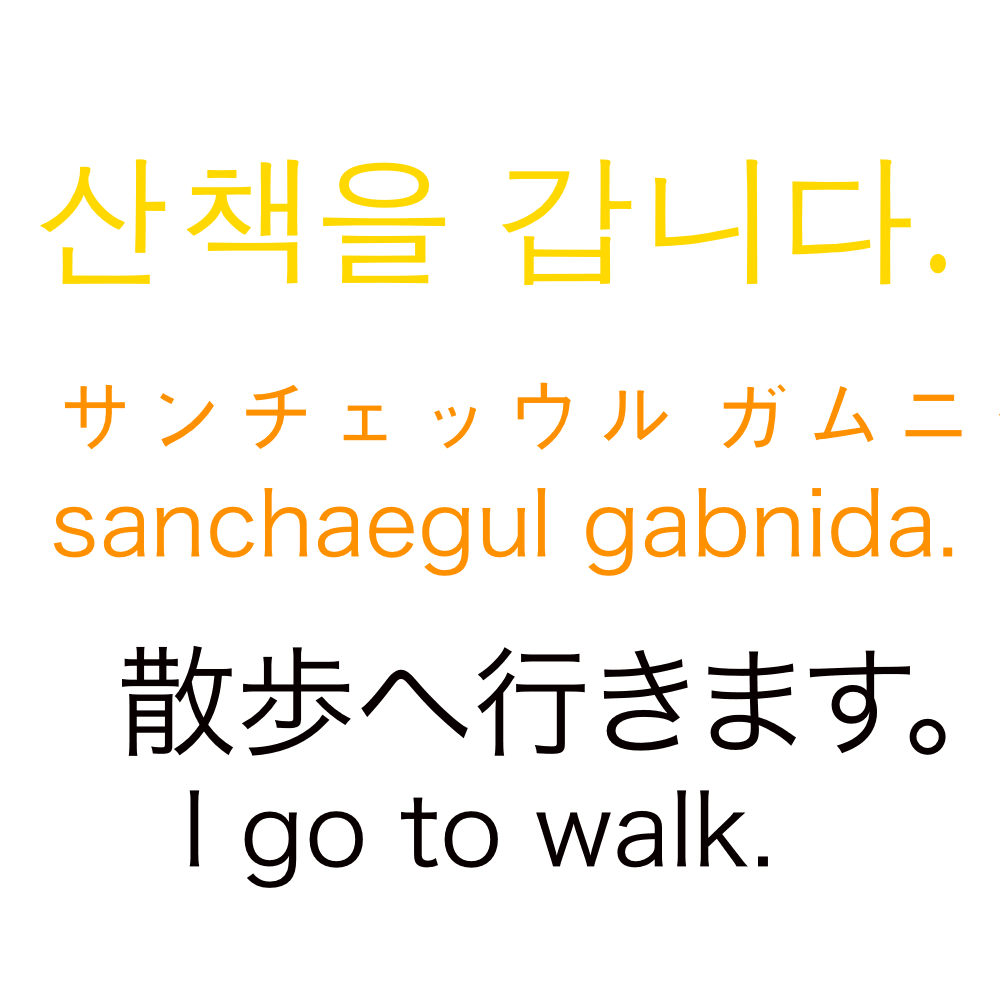 산책을 갑니다.
サンチェッウル ガムニ
sanchaegul gabnida.
散歩へ行きます。
I go to walk.